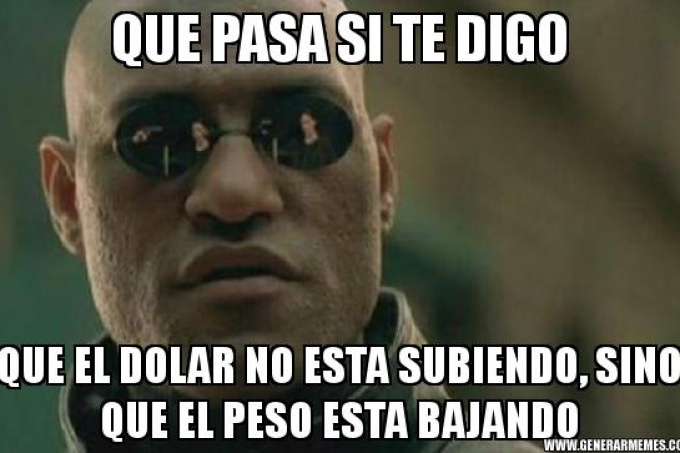 QUE PASA SI TE DIGO
QUE EL DOLAR NO ESTA SUBIENDO, SINO
QUE EL PESO ESTA BAJANDO
WWW.GENERARMEMES.CO